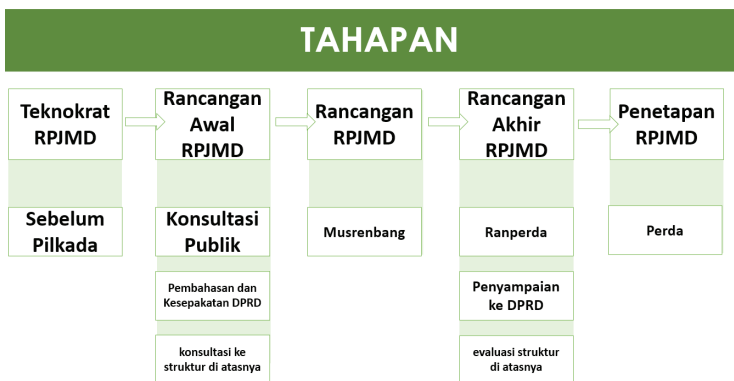 TAHAPAN
Teknokrat
RPJMD
Rancangan
Awal
RPJMD
Rancangan
RPJMD
Rancangan
Akhir
RPJMD
Penetapan
RPJMD
Sebelum
Pilkada
Konsultasi
Publik
Musrenbang
Ranperda
Perda
Pembahasan dan
Kesepakatan DPRD
Penyampaian
ke DPRD
konsultasi ke
struktur di atasnya
evaluasi struktur
di atasnya